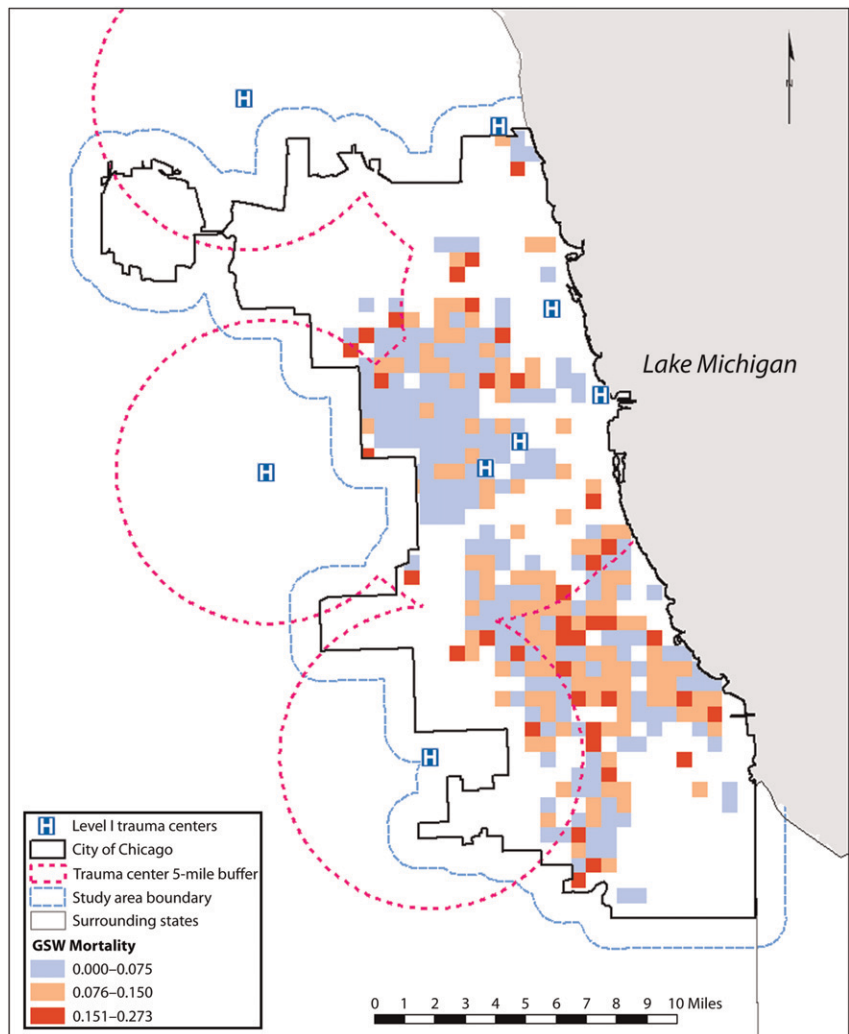 N
H
H
H
Lake Michigan
H
H
H
H
H
H Level I trauma centers
City of Chicago
Trauma center 5-mile buffer
Study area boundary
Surrounding states
GSW Mortality
0.000–0.075
0.076–0.150
0.151–0.273
0 1 2 3 4 5 6 7 8 9 10 Miles